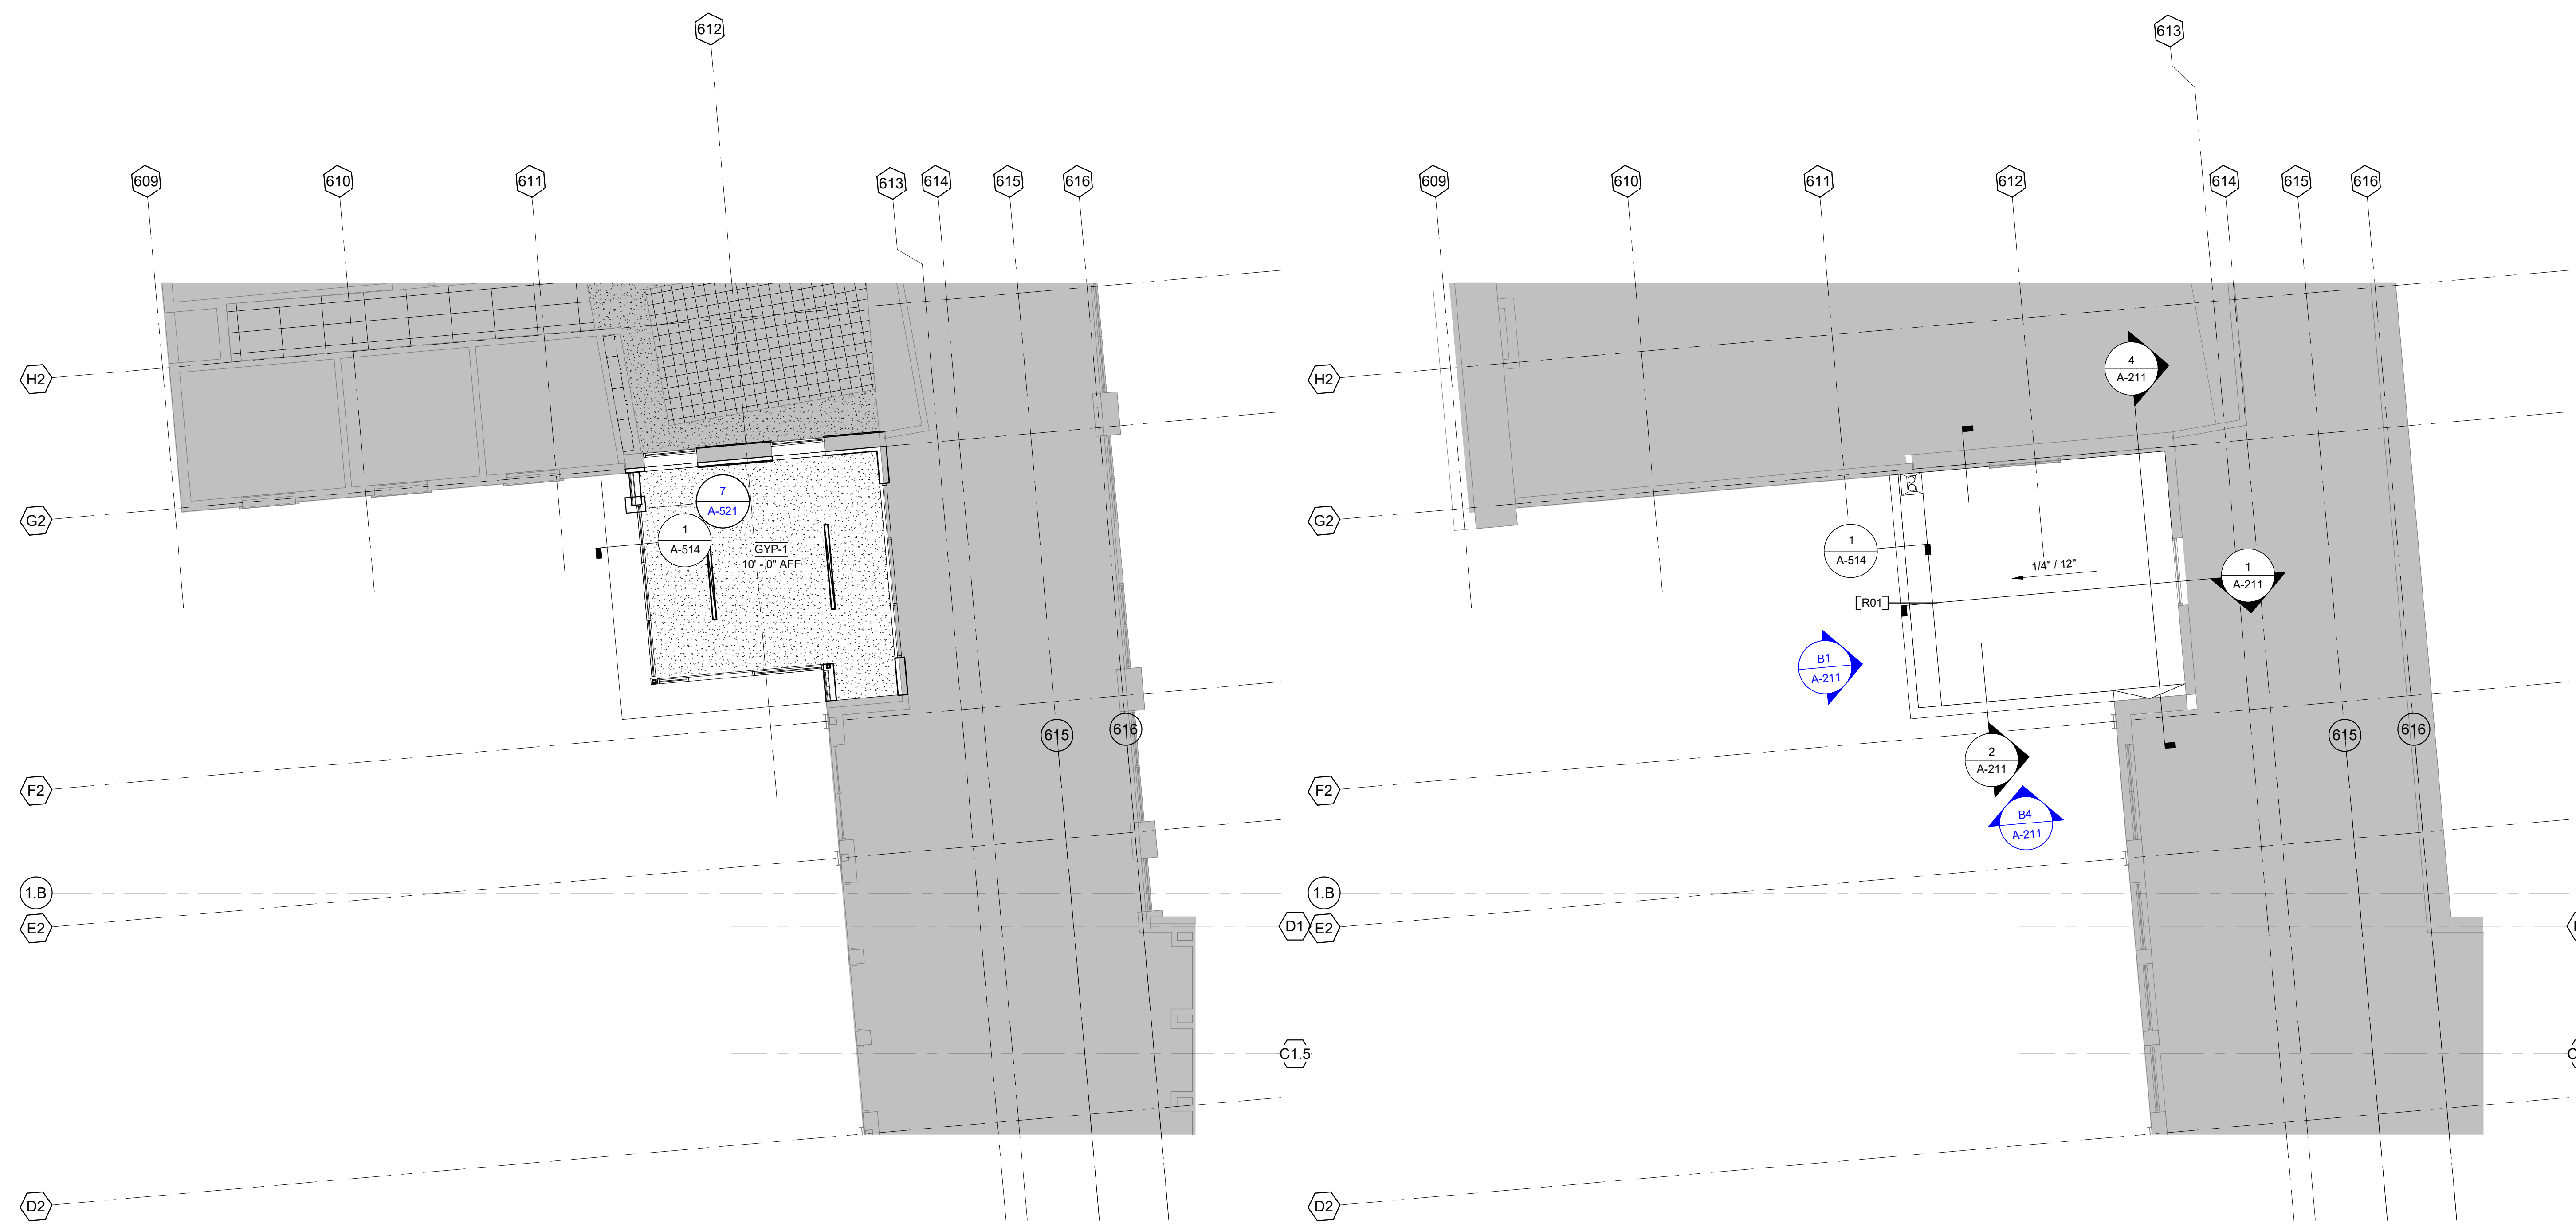 612
609
610
611
613
614
615
616
H2
G2
7
A-521
1
A-514
GYP-1
10' - 0" AFF
615
616
F2
1.B
E2
D1
C1.5
D2
613
609
610
611
612
614
615
616
H2
4
A-211
G2
1
A-514
1/4" / 12"
1
A-211
R01
B1
A-211
615
616
2
A-211
F2
B4
A-211
1.B
E2
D2